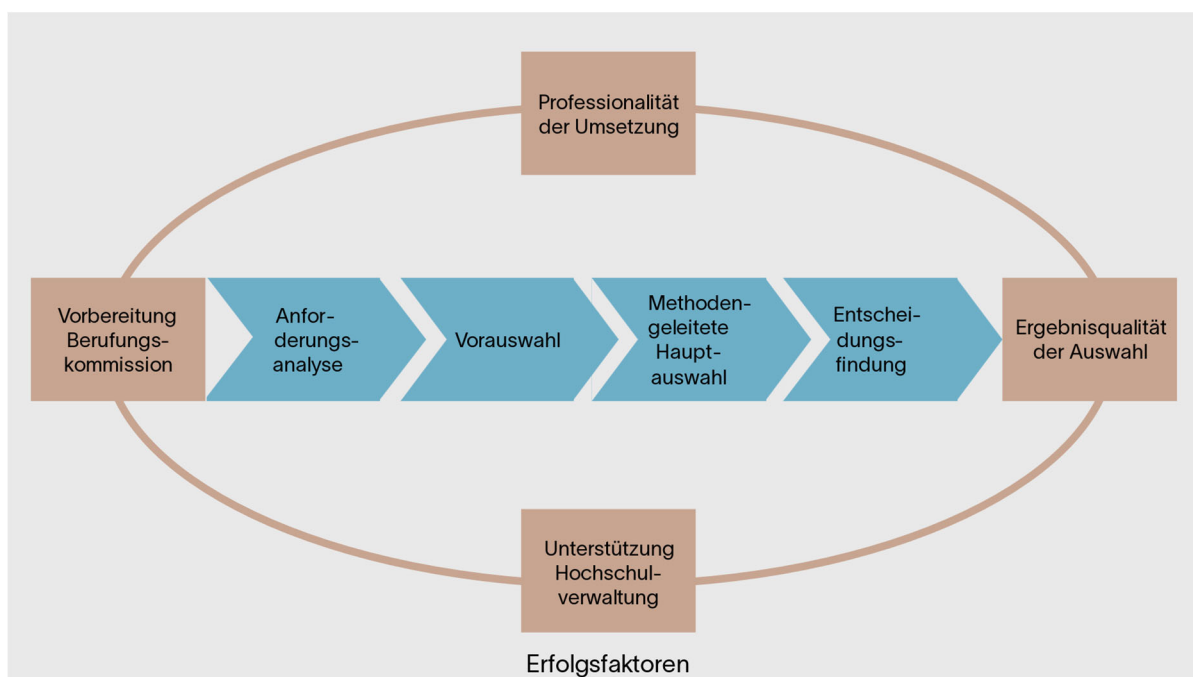 Professionalität
der Umsetzung
Vorbereitung
Berufungs-
kommission
Anfor-
derungs-
analyse
Vorauswahl
Methoden-
geleitete
Haupt-
auswahl
Entschei-
dungs-
findung
Ergebnisqualität
der Auswahl
Unterstützung
Hochschul-
verwaltung
Erfolgsfaktoren